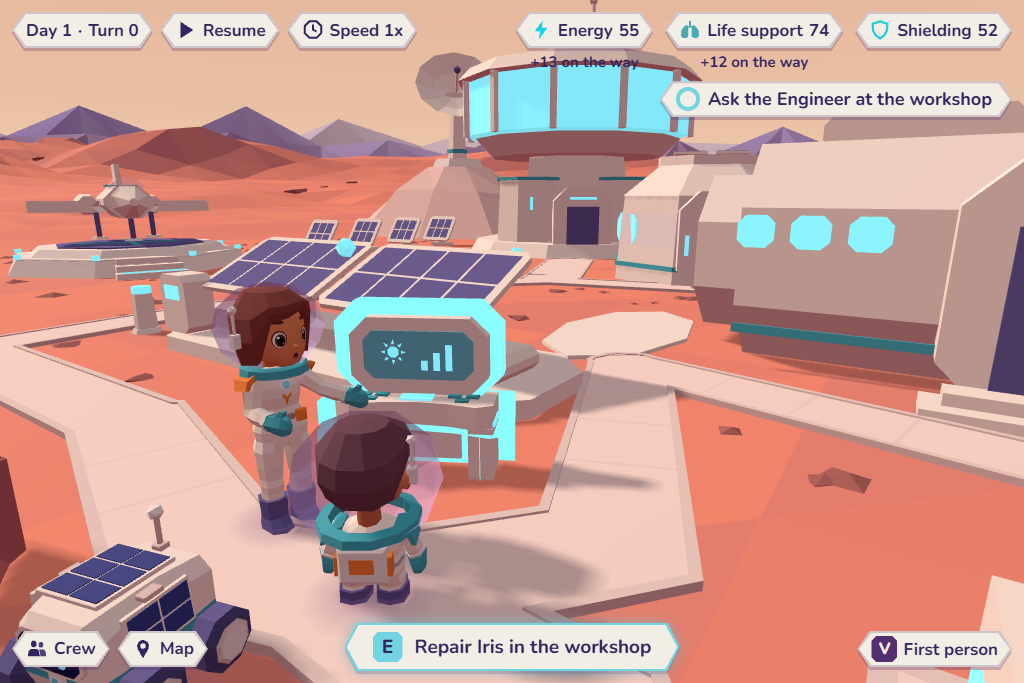 Day 1 · Turn 0
Resume
Speed 1x
Energy 55
Life support 74
Shielding 52
+13 on the way
+12 on the way
Ask the Engineer at the workshop
Crew
Map
E Repair Iris in the workshop
V First person